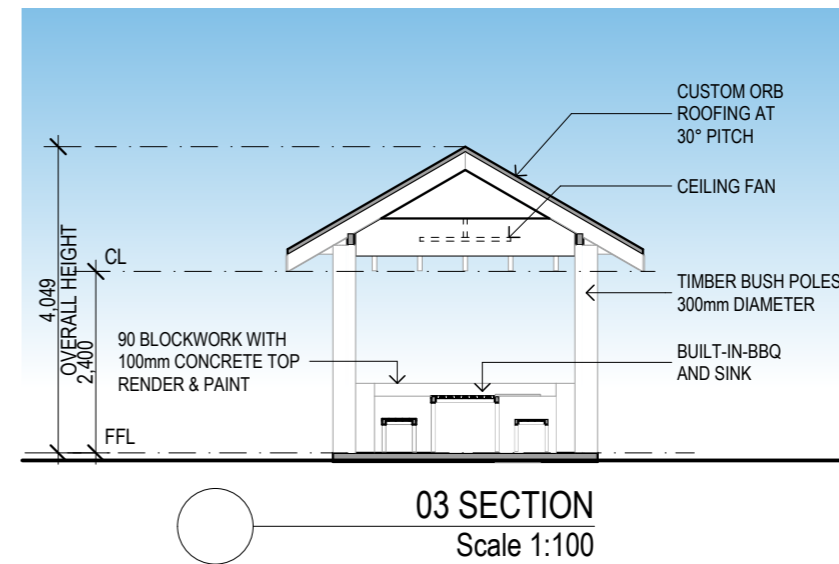 CUSTOM ORB
ROOFING AT
30° PITCH
CEILING FAN
CL
4,049
OVERALL HEIGHT
2,400
TIMBER BUSH POLES
300mm DIAMETER
90 BLOCKWORK WITH
100mm CONCRETE TOP
RENDER & PAINT
BUILT-IN-BBQ
AND SINK
FFL
03 SECTION
Scale 1:100